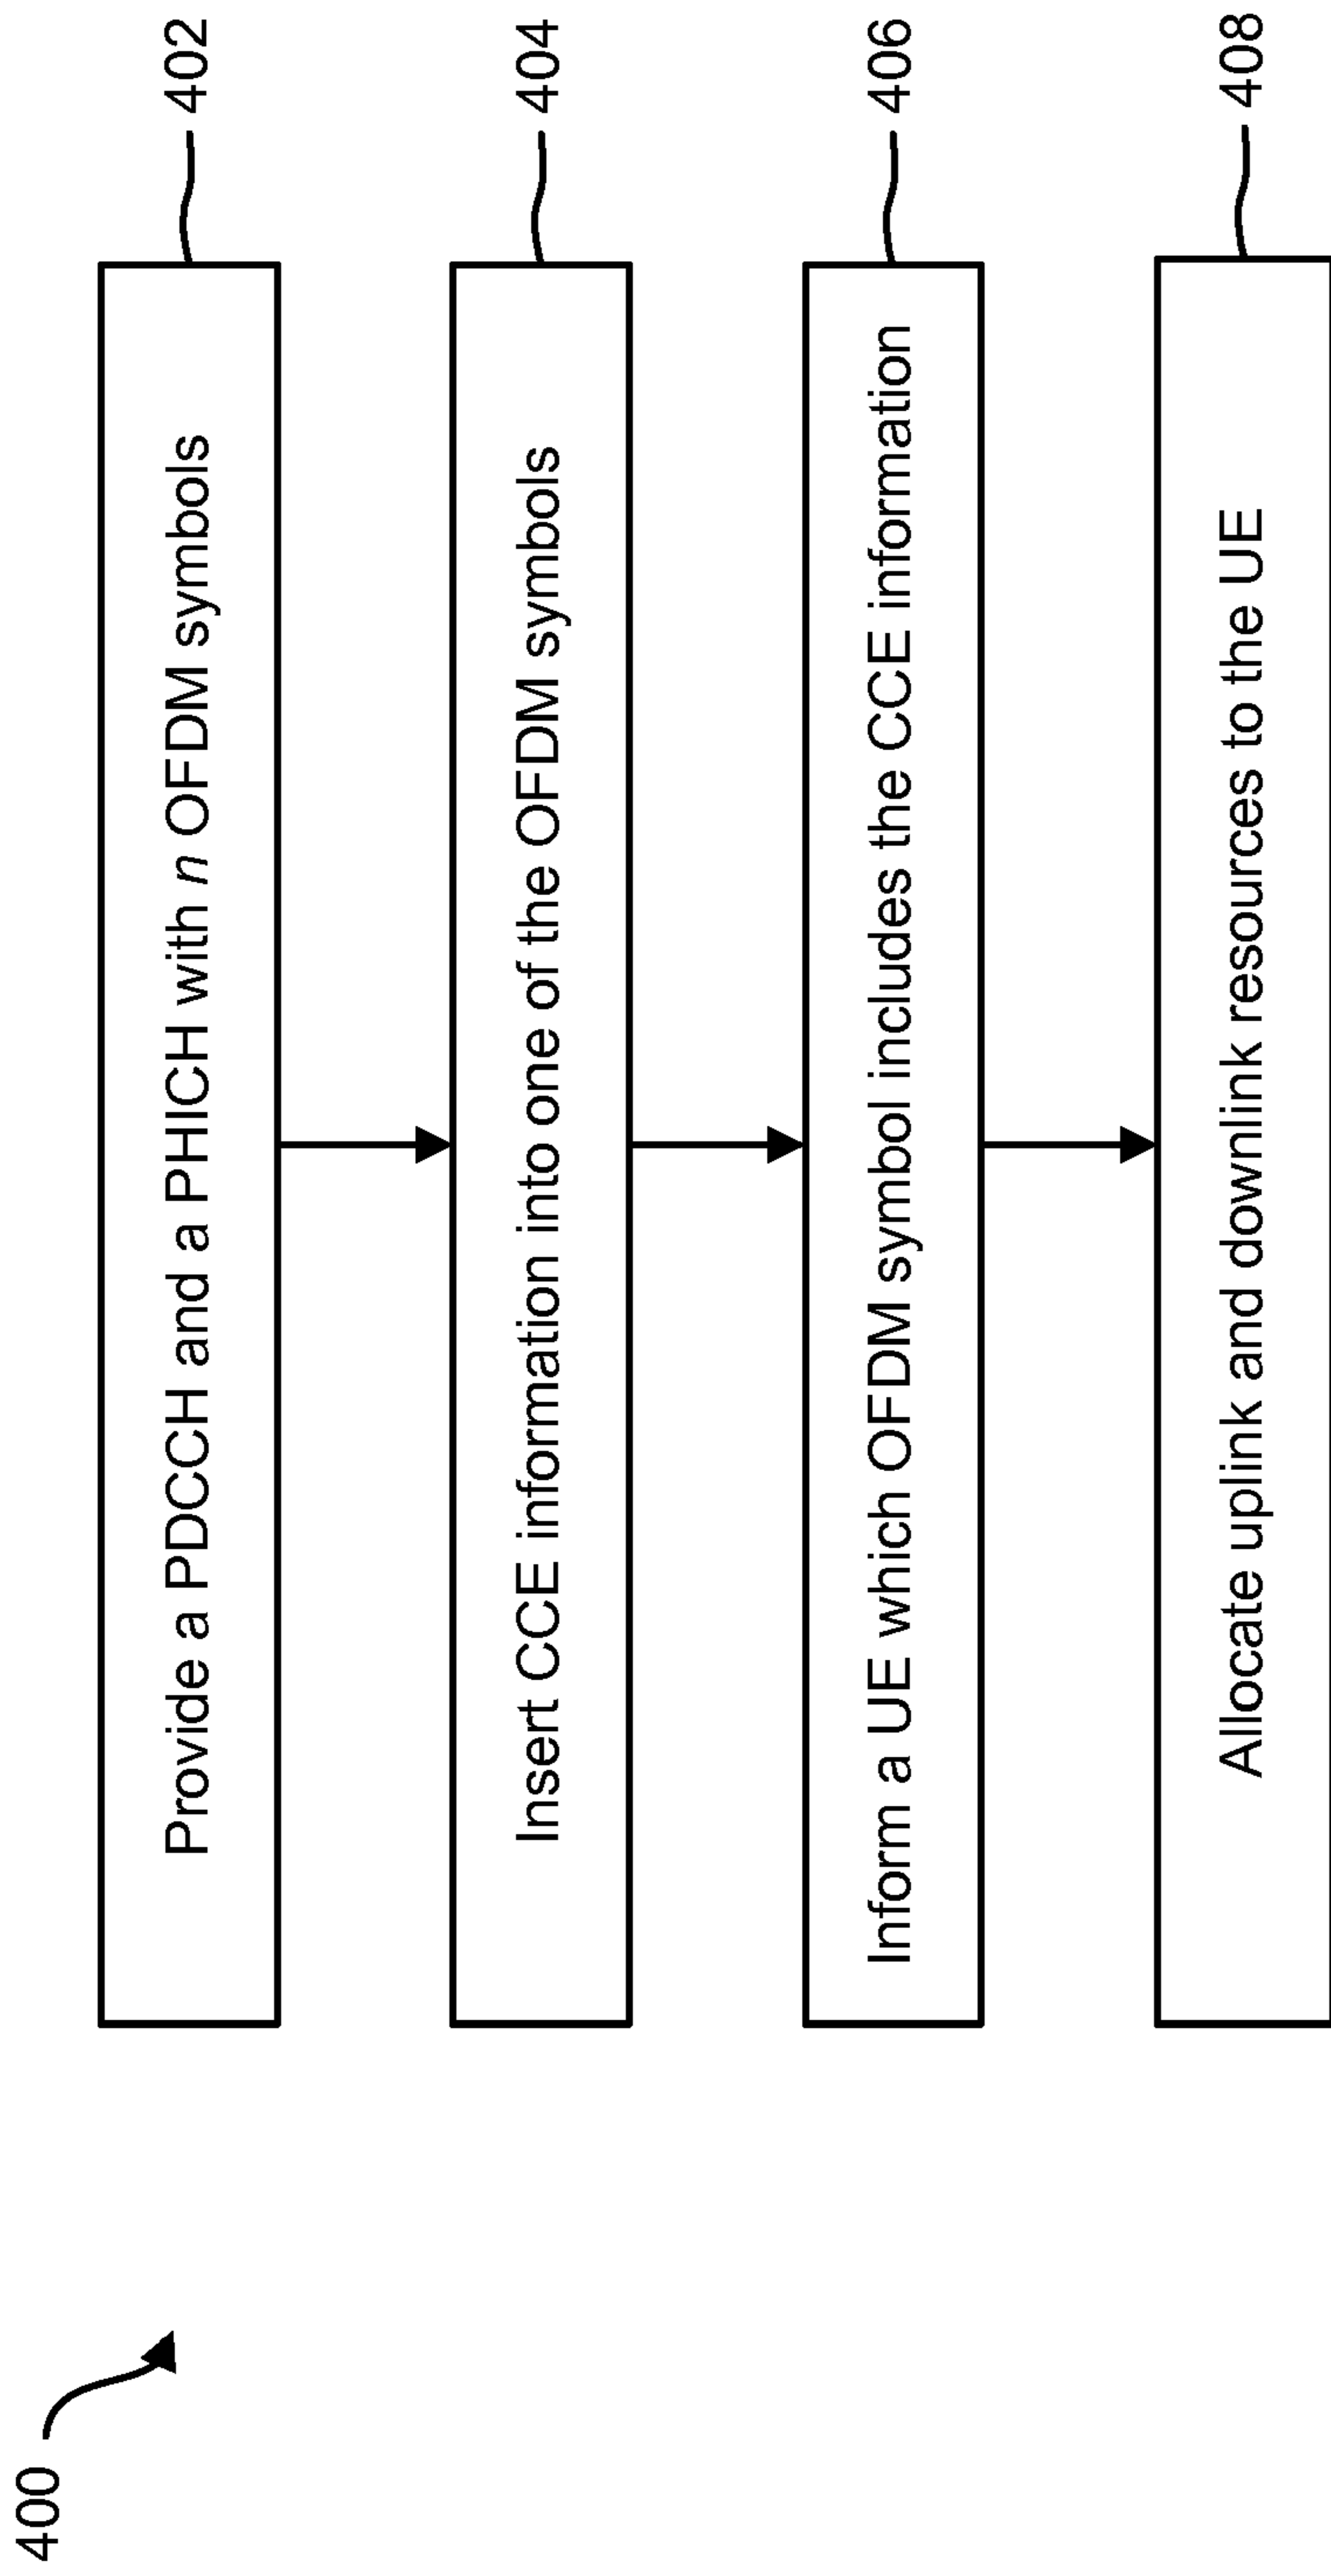 400
Provide a PDCCH and a PHICH with n OFDM symbols
402
Insert CCE information into one of the OFDM symbols
404
Inform a UE which OFDM symbol includes the CCE information
406
Allocate uplink and downlink resources to the UE
408